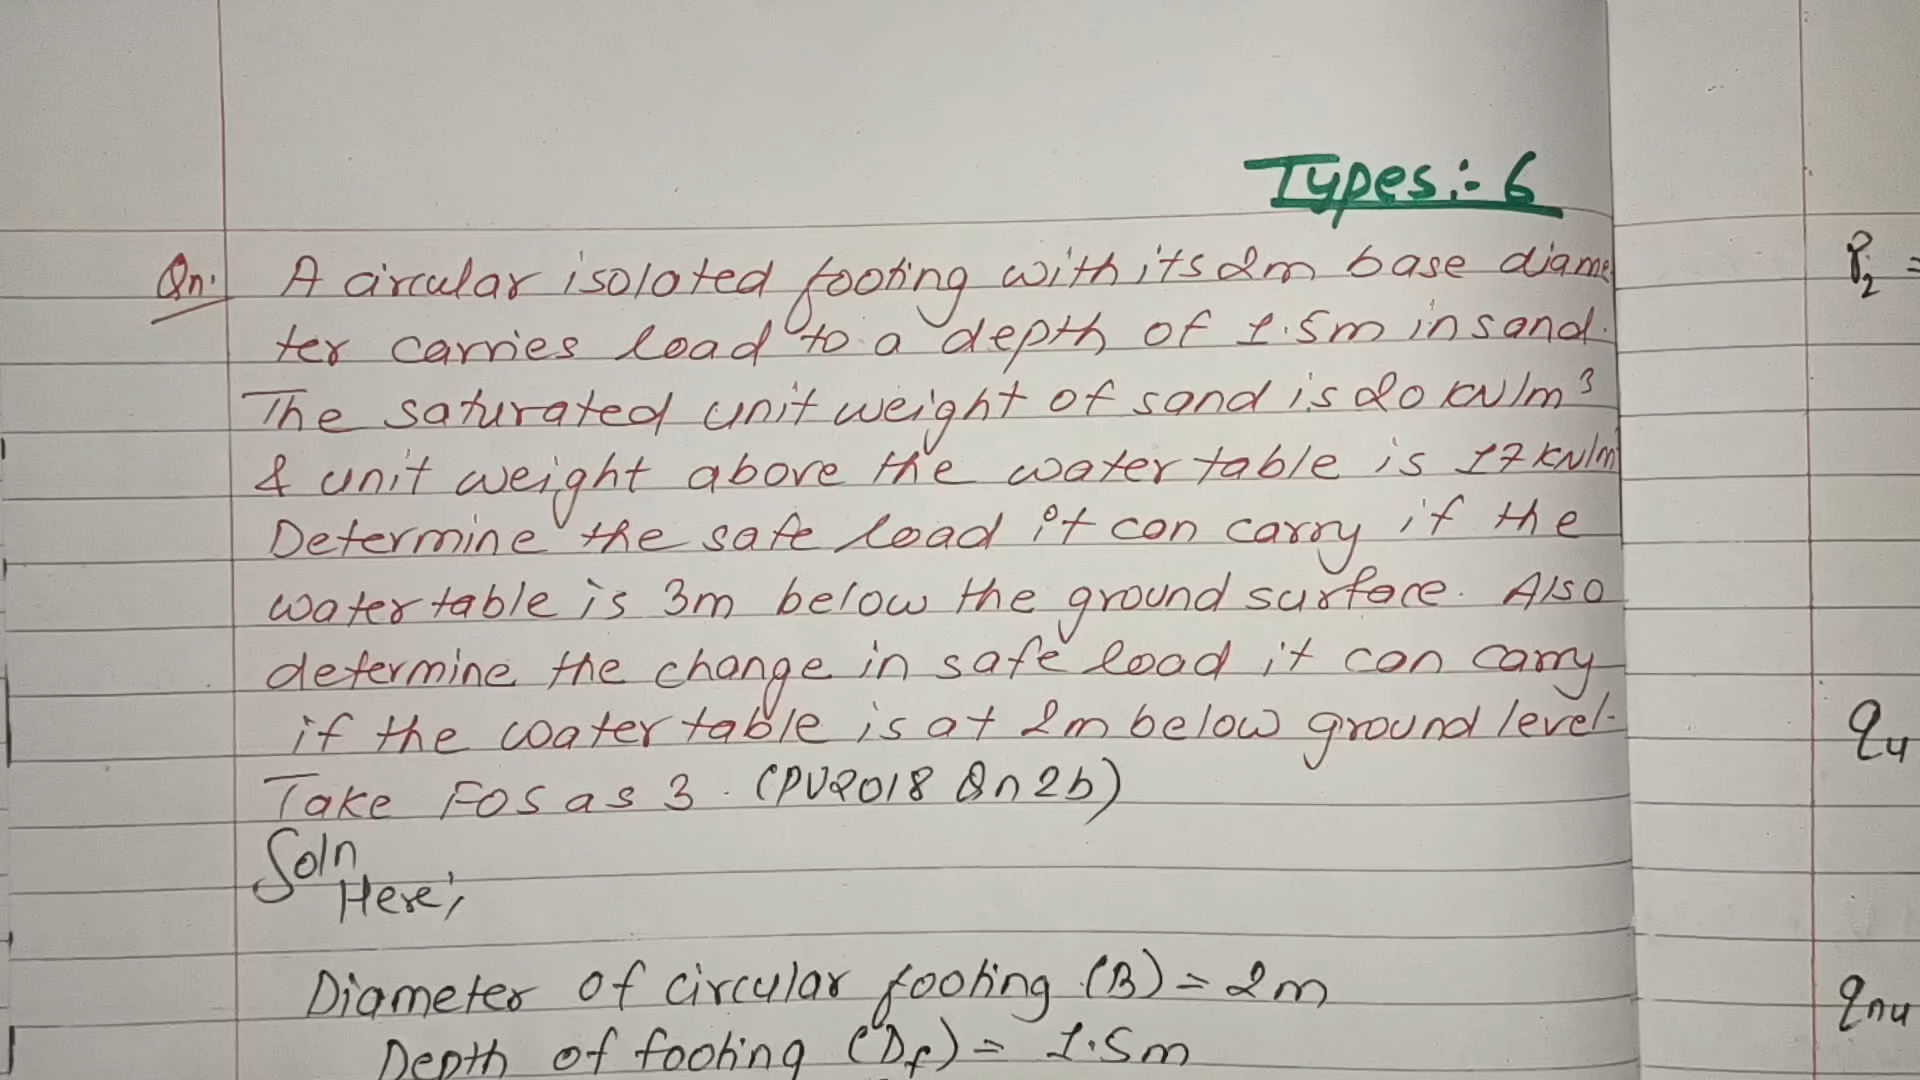 Types:- 6
Qn. A circular isolated footing with its 2m base diame
ter carries load to a depth of 1.5m in sand.
The saturated unit weight of sand is 20 kN/m³
& unit weight above the water table is 17 kN/m
Determine the safe load it can carry if the
water table is 3m below the ground surface. Also
determine the change in safe load it can carry
if the water table is at 2m below ground level.
Take FOS as 3. (PU2018 Qn2b)
Soln
Here,
Diameter of circular footing (B) = 2m
Depth of footing (Df) = 1.5m
P2 =
qu
qnu